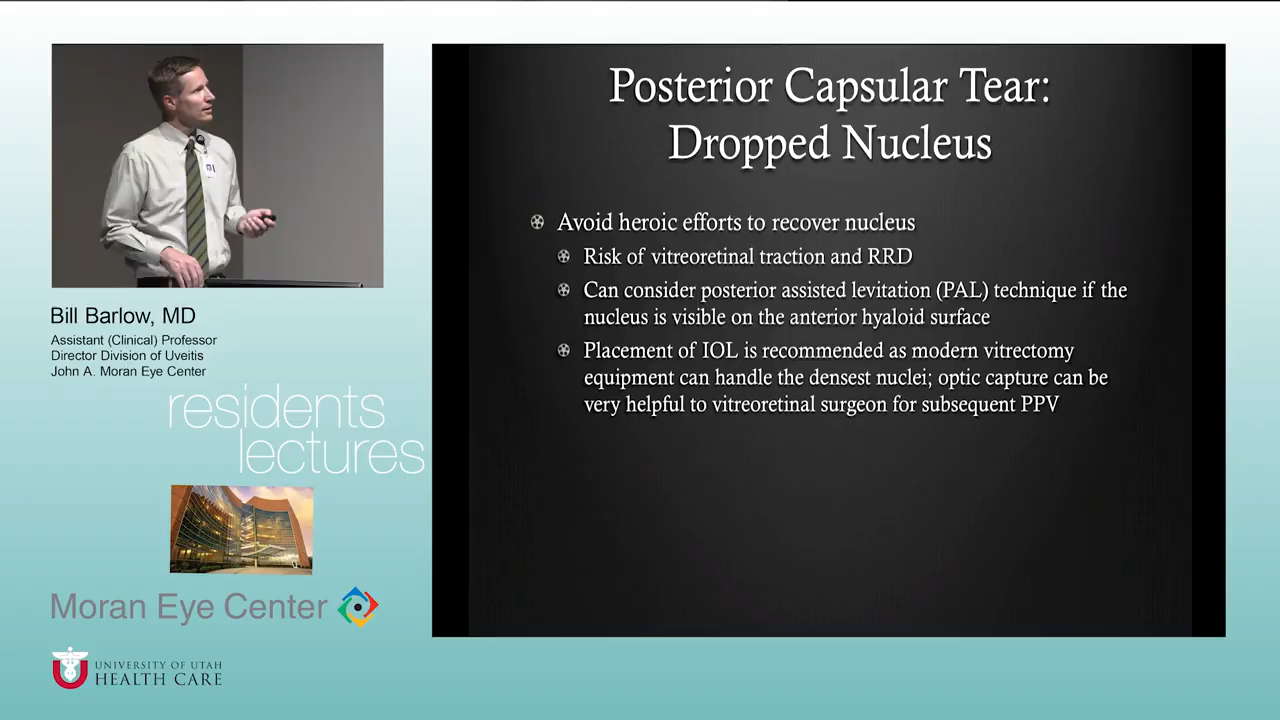 Bill Barlow, MD
Assistant (Clinical) Professor
Director Division of Uveitis
John A. Moran Eye Center
residents
lectures
Moran Eye Center
UNIVERSITY OF UTAH
HEALTH CARE
Posterior Capsular Tear:
Dropped Nucleus
Avoid heroic efforts to recover nucleus
Risk of vitreoretinal traction and RRD
Can consider posterior assisted levitation (PAL) technique if the
nucleus is visible on the anterior hyaloid surface
Placement of IOL is recommended as modern vitrectomy
equipment can handle the densest nuclei; optic capture can be
very helpful to vitreoretinal surgeon for subsequent PPV